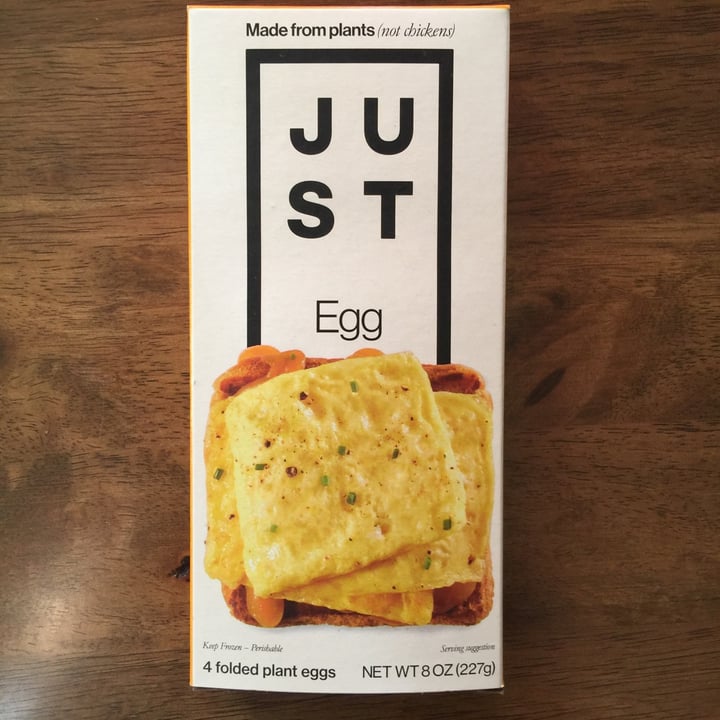 Made from plants (not chickens)
JU
ST
Egg
Keep Frozen – Perishable
Serving suggestion
4 folded plant eggs
NET WT 8 OZ (227g)